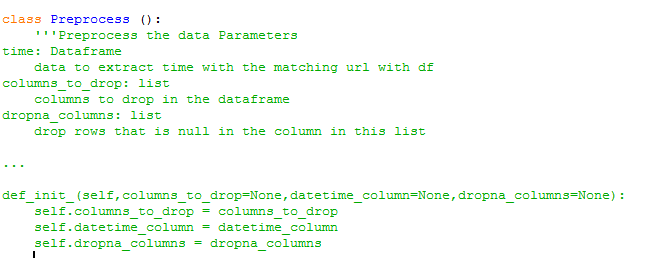 class Preprocess ():
    '''Preprocess the data Parameters
time: Dataframe
    data to extract time with the matching url with df
columns_to_drop: list
    columns to drop in the dataframe
dropna_columns: list
    drop rows that is null in the column in this list
...
def_init_(self,columns_to_drop=None,datetime_column=None,dropna_columns=None):
    self.columns_to_drop = columns_to_drop
    self.datetime_column = datetime_column
    self.dropna_columns = dropna_columns